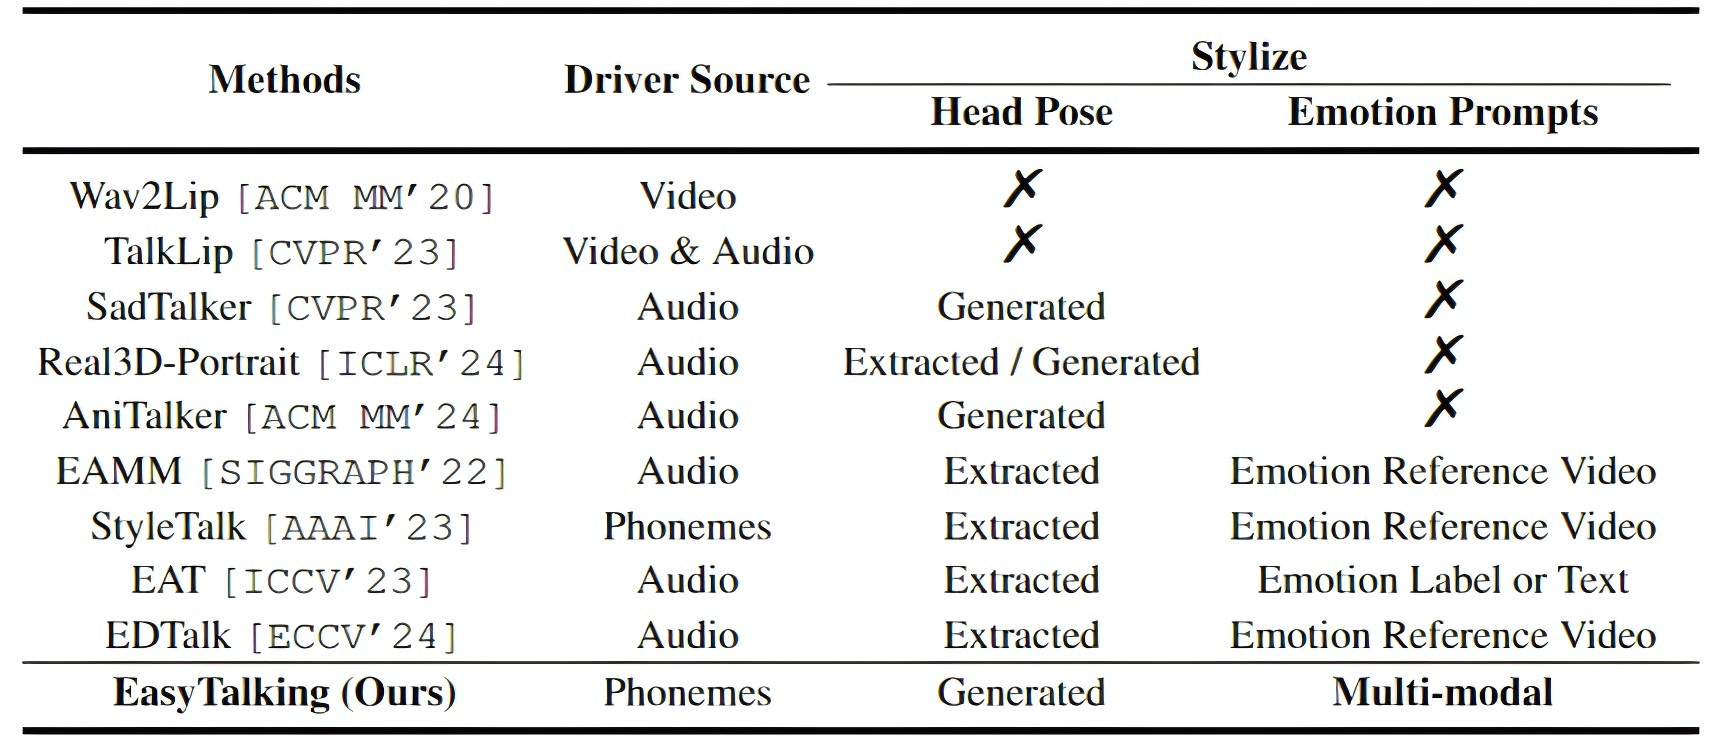 Methods Driver Source Stylize
Head Pose Emotion Prompts
Wav2Lip [ACM MM'20] Video ✗ ✗
TalkLip [CVPR'23] Video & Audio ✗ ✗
SadTalker [CVPR'23] Audio Generated ✗
Real3D-Portrait [ICLR'24] Audio Extracted / Generated ✗
AniTalker [ACM MM'24] Audio Generated ✗
EAMM [SIGGRAPH'22] Audio Extracted Emotion Reference Video
StyleTalk [AAAI'23] Phonemes Extracted Emotion Reference Video
EAT [ICCV'23] Audio Extracted Emotion Label or Text
EDTalk [ECCV'24] Audio Extracted Emotion Reference Video
EasyTalking (Ours) Phonemes Generated Multi-modal